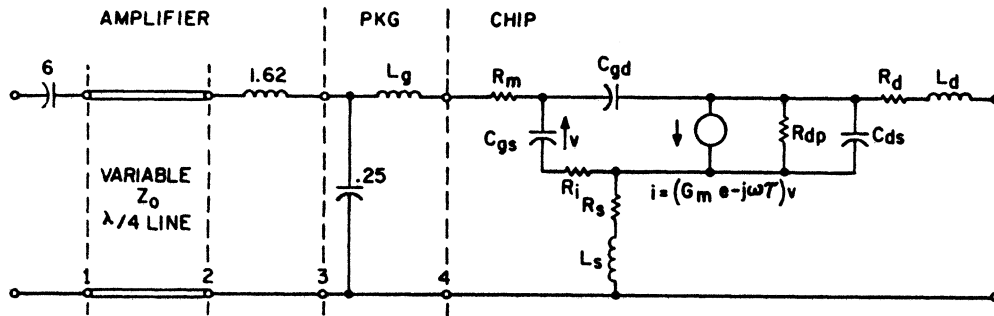 AMPLIFIER
PKG
CHIP
6
1.62
Lg
Rm
Cgd
Rd
Ld
Cgs
v
Rdp
Cds
VARIABLE
Zo
λ/4 LINE
.25
Ri
i = (Gm e-jωτ)v
Rs
Ls
1
2
3
4